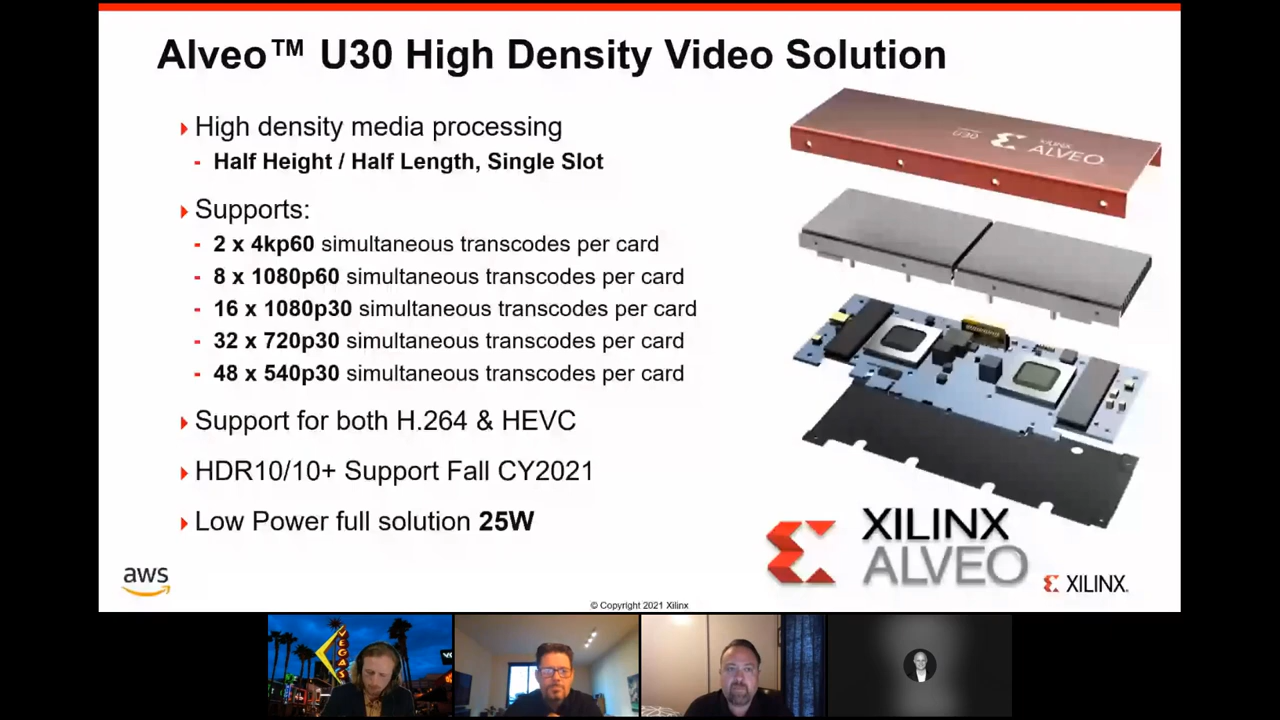 Alveo™ U30 High Density Video Solution
High density media processing
- Half Height / Half Length, Single Slot
Supports:
- 2 x 4kp60 simultaneous transcodes per card
- 8 x 1080p60 simultaneous transcodes per card
- 16 x 1080p30 simultaneous transcodes per card
- 32 x 720p30 simultaneous transcodes per card
- 48 x 540p30 simultaneous transcodes per card
Support for both H.264 & HEVC
HDR10/10+ Support Fall CY2021
Low Power full solution 25W
U30
XILINX
ALVEO
XILINX
ALVEO
aws
XILINX.
© Copyright 2021 Xilinx
VEGAS